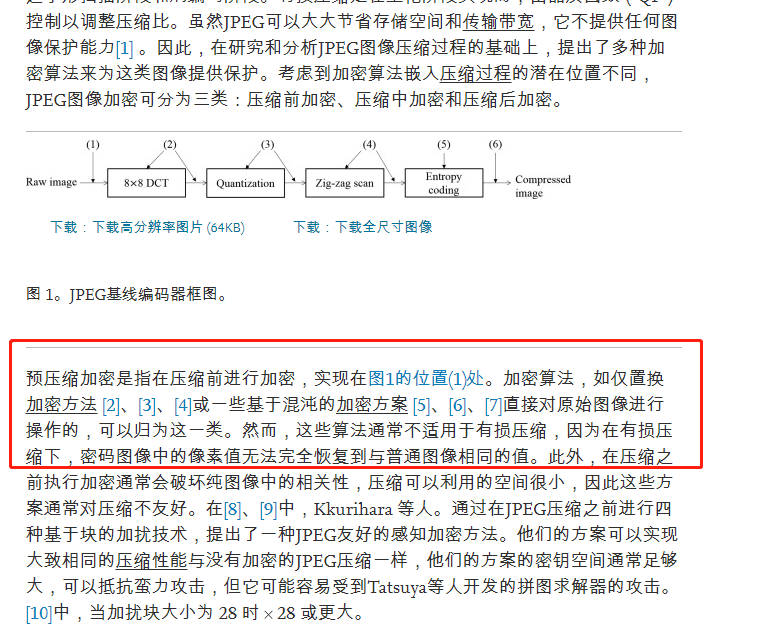 控制以调整压缩比。虽然JPEG可以大大节省存储空间和传输带宽，它不提供任何图
像保护能力[1] 。因此，在研究和分析JPEG图像压缩过程的基础上，提出了多种加
密算法来为这类图像提供保护。考虑到加密算法嵌入压缩过程的潜在位置不同，
JPEG图像加密可分为三类：压缩前加密、压缩中加密和压缩后加密。
(1) (2) (3) (4) (5) (6)
Raw image 8×8 DCT Quantization Zig-zag scan Entropy coding Compressed image
下载：下载高分辨率图片 (64KB) 下载：下载全尺寸图像
图 1。JPEG基线编码器框图。
预压缩加密是指在压缩前进行加密，实现在图1的位置(1)处。加密算法，如仅置换
加密方法 [2]、[3]、[4]或一些基于混沌的加密方案 [5]、[6]、[7]直接对原始图像进行
操作的，可以归为这一类。然而，这些算法通常不适用于有损压缩，因为在有损压
缩下，密码图像中的像素值无法完全恢复到与普通图像相同的值。此外，在压缩之
前执行加密通常会破坏纯图像中的相关性，压缩可以利用的空间很小，因此这些方
案通常对压缩不友好。在[8]、[9]中，Kkurihara 等人。通过在JPEG压缩之前进行四
种基于块的加扰技术，提出了一种JPEG友好的感知加密方法。他们的方案可以实现
大致相同的压缩性能与没有加密的JPEG压缩一样，他们的方案的密钥空间通常足够
大，可以抵抗蛮力攻击，但它可能容易受到Tatsuya等人开发的拼图求解器的攻击。
[10]中，当加扰块大小为 28 时 × 28 或更大。